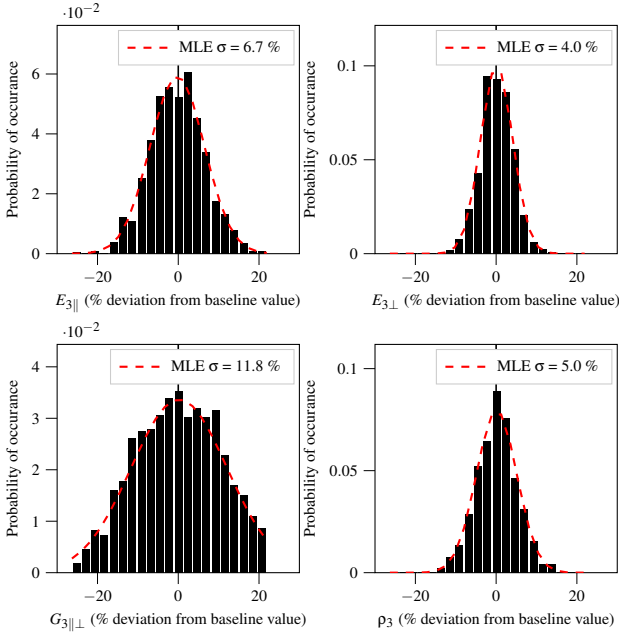 ·10⁻²
MLE σ = 6.7 %
Probability of occurance
6
4
2
0
−20 0 20
E₃∥ (% deviation from baseline value)
MLE σ = 4.0 %
Probability of occurance
0.1
0.05
0
−20 0 20
E₃⊥ (% deviation from baseline value)
·10⁻²
MLE σ = 11.8 %
Probability of occurance
4
3
2
1
0
−20 0 20
G₃∥⊥ (% deviation from baseline value)
MLE σ = 5.0 %
Probability of occurance
0.1
0.05
0
−20 0 20
ρ₃ (% deviation from baseline value)